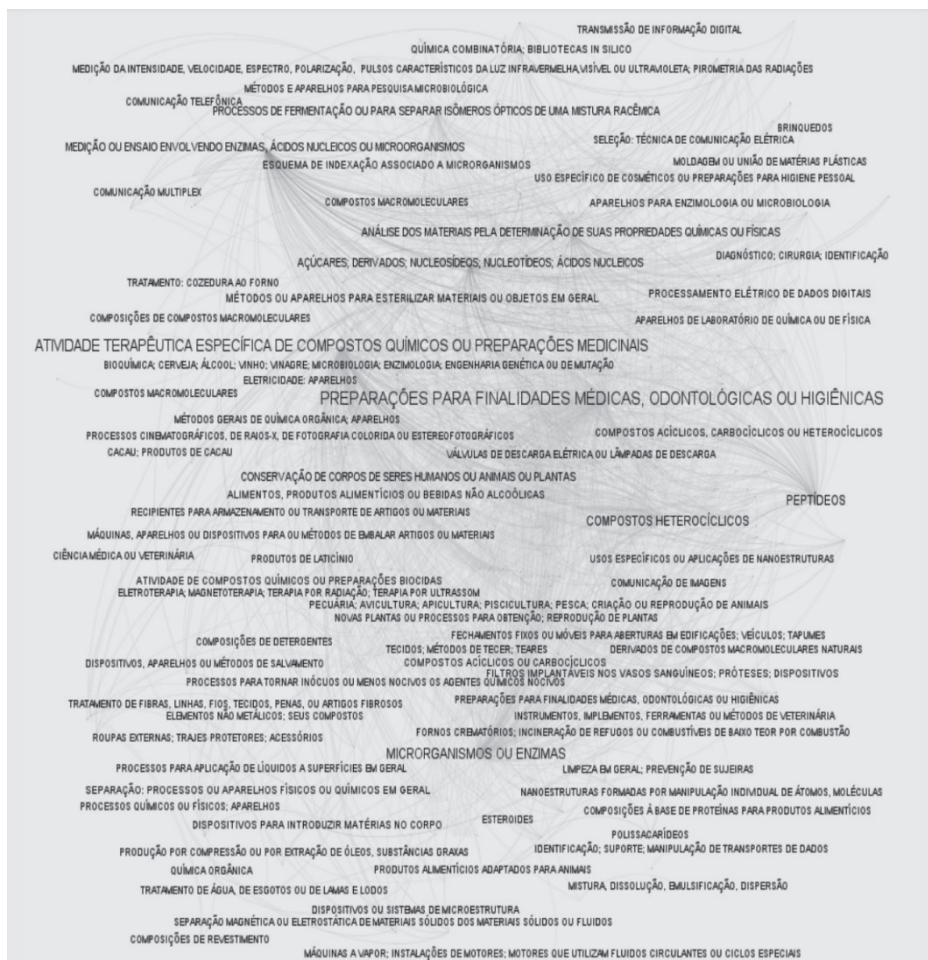 TRANSMISSÃO DE INFORMAÇÃO DIGITAL
QUÍMICA COMBINATÓRIA; BIBLIOTECAS IN SILICO
MEDIÇÃO DA INTENSIDADE, VELOCIDADE, ESPECTRO, POLARIZAÇÃO, PULSOS CARACTERÍSTICOS DA LUZ INFRAVERMELHA,VISÍVEL OU ULTRAVIOLETA; PIROMETRIA DAS RADIAÇÕES
MÉTODOS E APARELHOS PARA PESQUISA MICROBIOLÓGICA
COMUNICAÇÃO TELEFÔNICA
PROCESSOS DE FERMENTAÇÃO OU PARA SEPARAR ISÔMEROS ÓPTICOS DE UMA MISTURA RACÊMICA
BRINQUEDOS
SELEÇÃO: TÉCNICA DE COMUNICAÇÃO ELÉTRICA
MEDIÇÃO OU ENSAIO ENVOLVENDO ENZIMAS, ÁCIDOS NUCLEICOS OU MICROORGANISMOS
ESQUEMA DE INDEXAÇÃO ASSOCIADO A MICRORGANISMOS
MOLDAGEM OU UNIÃO DE MATÉRIAS PLÁSTICAS
USO ESPECÍFICO DE COSMÉTICOS OU PREPARAÇÕES PARA HIGIENE PESSOAL
COMUNICAÇÃO MULTIPLEX
COMPOSTOS MACROMOLECULARES
APARELHOS PARA ENZIMOLOGIA OU MICROBIOLOGIA
ANÁLISE DOS MATERIAIS PELA DETERMINAÇÃO DE SUAS PROPRIEDADES QUÍMICAS OU FÍSICAS
DIAGNÓSTICO; CIRURGIA; IDENTIFICAÇÃO
AÇÚCARES; DERIVADOS; NUCLEOSÍDEOS; NUCLEOTÍDEOS; ÁCIDOS NUCLEICOS
TRATAMENTO: COZEDURA AO FORNO
MÉTODOS OU APARELHOS PARA ESTERILIZAR MATERIAIS OU OBJETOS EM GERAL
PROCESSAMENTO ELÉTRICO DE DADOS DIGITAIS
COMPOSIÇÕES DE COMPOSTOS MACROMOLECULARES
APARELHOS DE LABORATÓRIO DE QUÍMICA OU DE FÍSICA
ATIVIDADE TERAPÊUTICA ESPECÍFICA DE COMPOSTOS QUÍMICOS OU PREPARAÇÕES MEDICINAIS
BIOQUÍMICA; CERVEJA; ÁLCOOL; VINHO; VINAGRE; MICROBIOLOGIA; ENZIMOLOGIA; ENGENHARIA GENÉTICA OU DE MUTAÇÃO
ELETRICIDADE: APARELHOS
COMPOSTOS MACROMOLECULARES
PREPARAÇÕES PARA FINALIDADES MÉDICAS, ODONTOLÓGICAS OU HIGIÊNICAS
MÉTODOS GERAIS DE QUÍMICA ORGÂNICA; APARELHOS
PROCESSOS CINEMATOGRÁFICOS, DE RAIOS-X, DE FOTOGRAFIA COLORIDA OU ESTEREOFOTOGRÁFICOS
COMPOSTOS ACÍCLICOS, CARBOCÍCLICOS OU HETEROCÍCLICOS
CACAU; PRODUTOS DE CACAU
VÁLVULAS DE DESCARGA ELÉTRICA OU LÂMPADAS DE DESCARGA
CONSERVAÇÃO DE CORPOS DE SERES HUMANOS OU ANIMAIS OU PLANTAS
ALIMENTOS, PRODUTOS ALIMENTÍCIOS OU BEBIDAS NÃO ALCOÓLICAS
PEPTÍDEOS
RECIPIENTES PARA ARMAZENAMENTO OU TRANSPORTE DE ARTIGOS OU MATERIAIS
COMPOSTOS HETEROCÍCLICOS
MÁQUINAS, APARELHOS OU DISPOSITIVOS PARA OU MÉTODOS DE EMBALAR ARTIGOS OU MATERIAIS
CIÊNCIA MÉDICA OU VETERINÁRIA
PRODUTOS DE LATICÍNIO
USOS ESPECÍFICOS OU APLICAÇÕES DE NANOESTRUTURAS
ATIVIDADE DE COMPOSTOS QUÍMICOS OU PREPARAÇÕES BIOCIDAS
COMUNICAÇÃO DE IMAGENS
ELETROTERAPIA; MAGNETOTERAPIA; TERAPIA POR RADIAÇÃO; TERAPIA POR ULTRASSOM
PECUÁRIA; AVICULTURA; APICULTURA; PISCICULTURA; PESCA; CRIAÇÃO OU REPRODUÇÃO DE ANIMAIS
NOVAS PLANTAS OU PROCESSOS PARA OBTENÇÃO; REPRODUÇÃO DE PLANTAS
FECHAMENTOS FIXOS OU MÓVEIS PARA ABERTURAS EM EDIFICAÇÕES; VEÍCULOS; TAPUMES
COMPOSIÇÕES DE DETERGENTES
TECIDOS; MÉTODOS DE TECER; TEARES
DERIVADOS DE COMPOSTOS MACROMOLECULARES NATURAIS
DISPOSITIVOS, APARELHOS OU MÉTODOS DE SALVAMENTO
COMPOSTOS ACÍCLICOS OU CARBOCÍCLICOS
FILTROS IMPLANTÁVEIS NOS VASOS SANGUÍNEOS; PRÓTESES; DISPOSITIVOS
PROCESSOS PARA TORNAR INÓCUOS OU MENOS NOCIVOS OS AGENTES QUÍMICOS NOCIVOS
TRATAMENTO DE FIBRAS, LINHAS, FIOS, TECIDOS, PENAS, OU ARTIGOS FIBROSOS
PREPARAÇÕES PARA FINALIDADES MÉDICAS, ODONTOLÓGICAS OU HIGIÊNICAS
ELEMENTOS NÃO METÁLICOS; SEUS COMPOSTOS
INSTRUMENTOS, IMPLEMENTOS, FERRAMENTAS OU MÉTODOS DE VETERINÁRIA
ROUPAS EXTERNAS; TRAJES PROTETORES; ACESSÓRIOS
FORNOS CREMATÓRIOS; INCINERAÇÃO DE REFUGOS OU COMBUSTÍVEIS DE BAIXO TEOR POR COMBUSTÃO
MICRORGANISMOS OU ENZIMAS
PROCESSOS PARA APLICAÇÃO DE LÍQUIDOS A SUPERFÍCIES EM GERAL
LIMPEZA EM GERAL; PREVENÇÃO DE SUJEIRAS
SEPARAÇÃO: PROCESSOS OU APARELHOS FÍSICOS OU QUÍMICOS EM GERAL
NANOESTRUTURAS FORMADAS POR MANIPULAÇÃO INDIVIDUAL DE ÁTOMOS, MOLÉCULAS
PROCESSOS QUÍMICOS OU FÍSICOS; APARELHOS
COMPOSIÇÕES À BASE DE PROTEÍNAS PARA PRODUTOS ALIMENTÍCIOS
DISPOSITIVOS PARA INTRODUZIR MATÉRIAS NO CORPO
ESTEROIDES
POLISSACARÍDEOS
PRODUÇÃO POR COMPRESSÃO OU POR EXTRAÇÃO DE ÓLEOS, SUBSTÂNCIAS GRAXAS
IDENTIFICAÇÃO; SUPORTE; MANIPULAÇÃO DE TRANSPORTES DE DADOS
QUÍMICA ORGÂNICA
PRODUTOS ALIMENTÍCIOS ADAPTADOS PARA ANIMAIS
TRATAMENTO DE ÁGUA, DE ESGOTOS OU DE LAMAS E LODOS
MISTURA, DISSOLUÇÃO, EMULSIFICAÇÃO, DISPERSÃO
DISPOSITIVOS OU SISTEMAS DE MICROESTRUTURA
SEPARAÇÃO MAGNÉTICA OU ELETROSTÁTICA DE MATERIAIS SÓLIDOS DOS MATERIAIS SÓLIDOS OU FLUIDOS
COMPOSIÇÕES DE REVESTIMENTO
MÁQUINAS A VAPOR; INSTALAÇÕES DE MOTORES; MOTORES QUE UTILIZAM FLUIDOS CIRCULANTES OU CICLOS ESPECIAIS